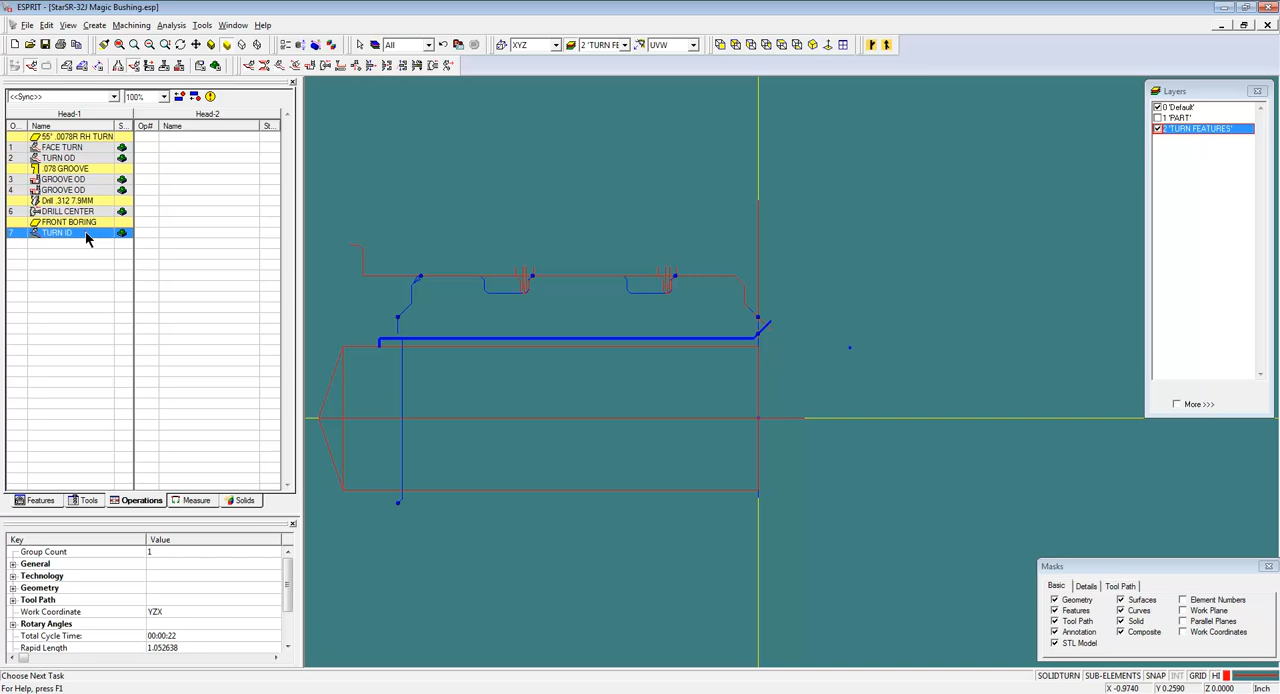 ESPRIT - [StarSR-32J Magic Bushing.esp]
File Edit View Create Machining Analysis Tools Window Help
All XYZ 2 'TURN FE UVW
<<Sync>> 100%
Head-1 Head-2
O... Name S... Op# Name St...
55° .0078R RH TURN
1 FACE TURN
2 TURN OD
.078 GROOVE
3 GROOVE OD
4 GROOVE OD
Drill .312 7.9MM
6 DRILL CENTER
FRONT BORING
7 TURN ID
Features Tools Operations Measure Solids
Key Value
Group Count 1
General
Technology
Geometry
Tool Path
Work Coordinate YZX
Rotary Angles
Total Cycle Time: 00:00:22
Rapid Length 1.052638
Layers
0 'Default'
1 'PART'
2 'TURN FEATURES'
More >>>
Masks
Basic Details Tool Path
Geometry Surfaces Element Numbers
Features Curves Work Plane
Tool Path Solid Parallel Planes
Annotation Composite Work Coordinates
STL Model
Choose Next Task
SOLIDTURN SUB-ELEMENTS SNAP INT GRID HI
For Help, press F1
X -0.9740 Y 0.2590 Z 0.0000 Inch